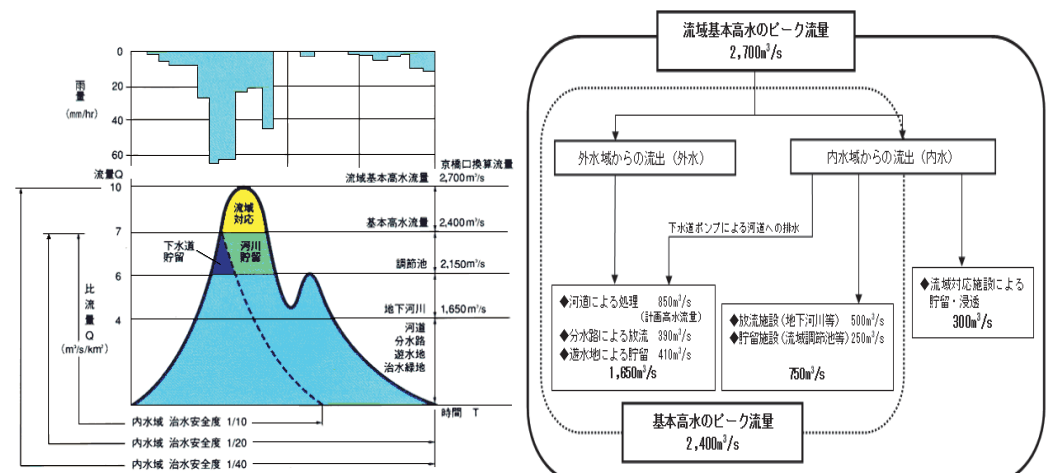 0
20
40
60
雨量
(mm/hr)
流量Q
京橋口換算流量
流域基本高水流量 2,700m³/s
基本高水流量 2,400m³/s
調節池 2,150m³/s
地下河川 1,650m³/s
河道
分水路
遊水地
治水緑地
10
7
6
4
比流量Q
(m³/s/km²)
流域
対応
下水道
貯留
河川
貯留
時間 T
内水域 治水安全度 1/10
内水域 治水安全度 1/20
内水域 治水安全度 1/40
流域基本高水のピーク流量
2,700m³/s
外水域からの流出(外水)
内水域からの流出(内水)
下水道ポンプによる河道への排水
◆河道による処理 850m³/s
(計画高水流量)
◆分水路による放流 390m³/s
◆遊水地による貯留 410m³/s
1,650m³/s
◆放流施設(地下河川等) 500m³/s
◆貯留施設(流域調節池等)250m³/s
750m³/s
◆流域対応施設による
貯留・浸透
300m³/s
基本高水のピーク流量
2,400m³/s